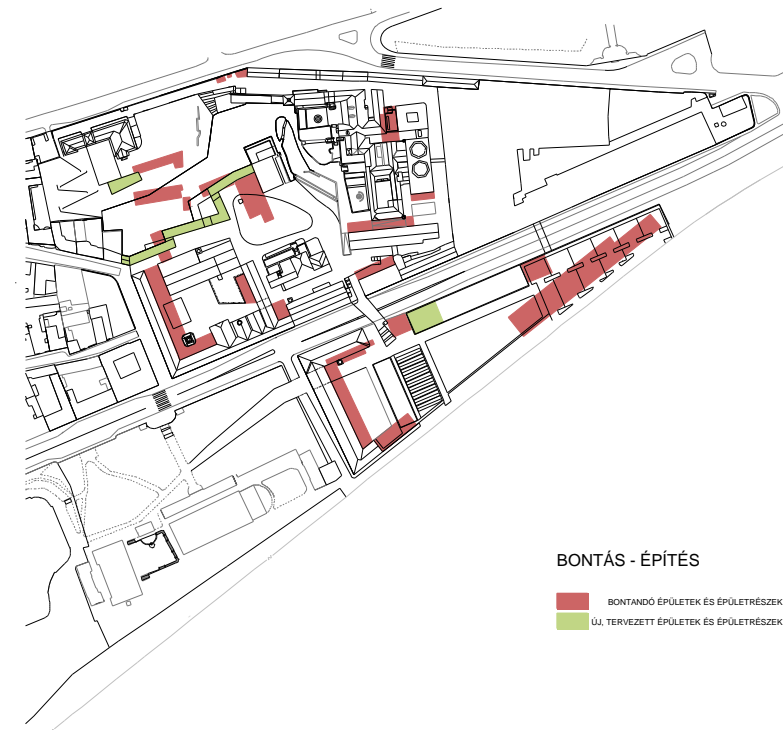 BONTÁS - ÉPÍTÉS
BONTANDÓ ÉPÜLETEK ÉS ÉPÜLETRÉSZEK
ÚJ, TERVEZETT ÉPÜLETEK ÉS ÉPÜLETRÉSZEK